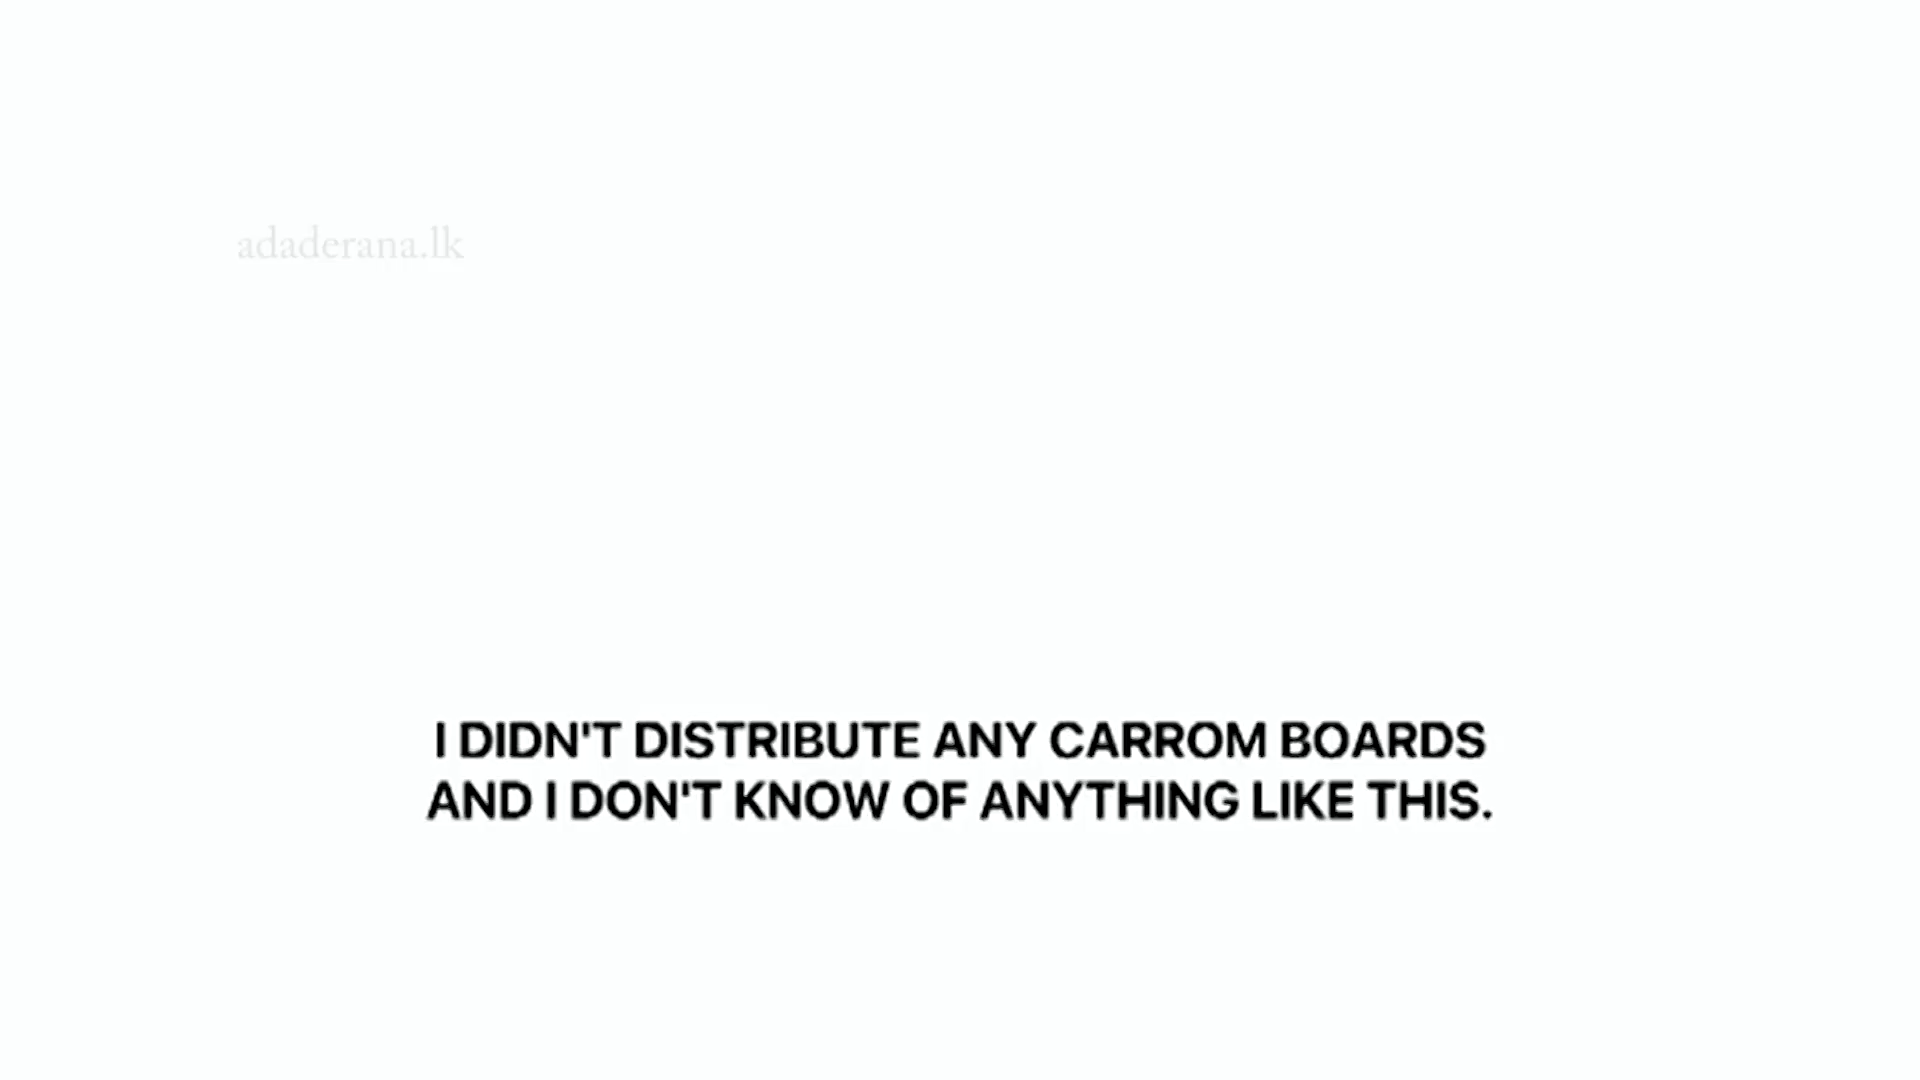 adaderana.lk
I DIDN'T DISTRIBUTE ANY CARROM BOARDS
AND I DON'T KNOW OF ANYTHING LIKE THIS.